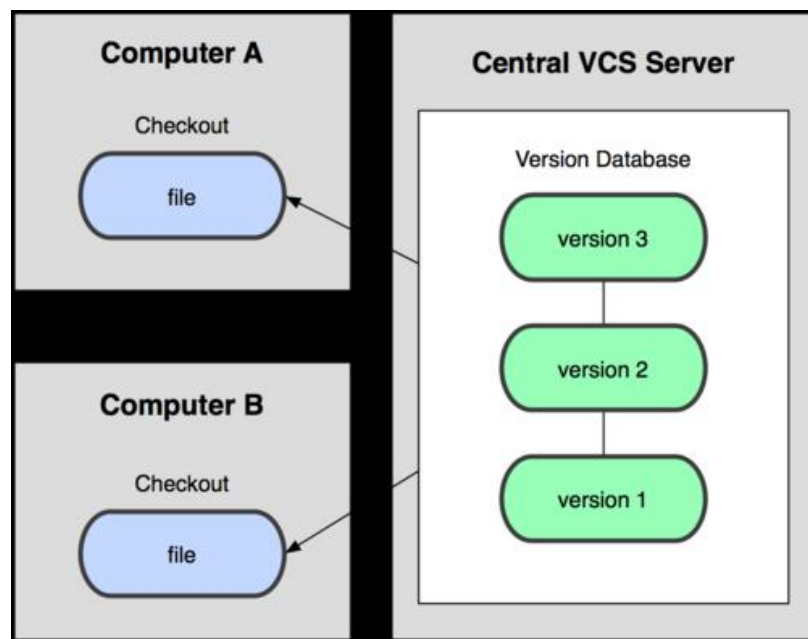 Computer A
Checkout
file
Computer B
Checkout
file
Central VCS Server
Version Database
version 3
version 2
version 1